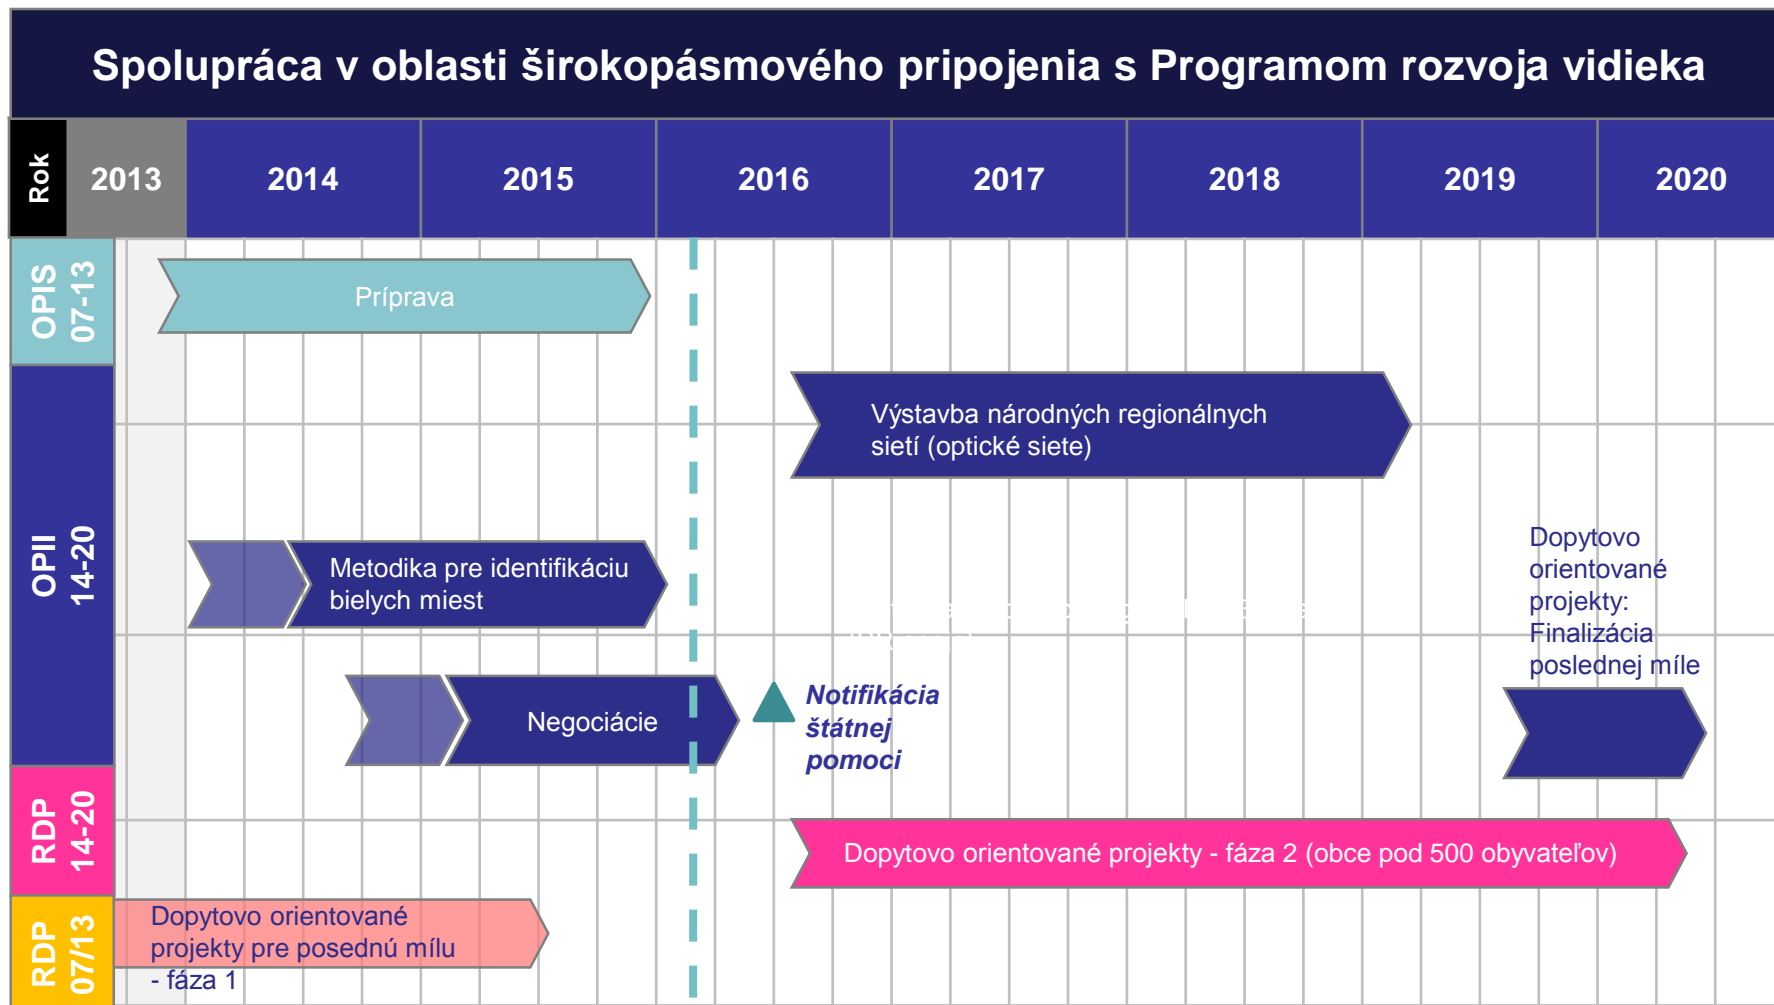 Spolupráca v oblasti širokopásmového pripojenia s Programom rozvoja vidieka
Rok
2013
2014
2015
2016
2017
2018
2019
2020
OPIS
07-13
Príprava
OPII
14-20
Výstavba národných regionálnych
sietí (optické siete)
Metodika pre identifikáciu
bielych miest
Dopytovo
orientované
projekty:
Finalizácia
poslednej míle
Negociácie
Notifikácia
štátnej
pomoci
RDP
14-20
Dopytovo orientované projekty - fáza 2 (obce pod 500 obyvateľov)
RDP
07/13
Dopytovo orientované
projekty pre posednú mílu
- fáza 1